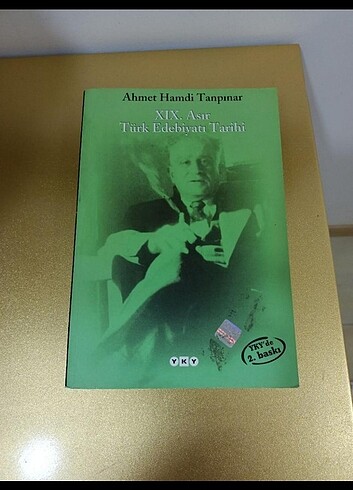 Ahmet Hamdi Tanpınar
XIX. Asır
Türk Edebiyatı Tarihi
YKY'de
2. baskı
YKY